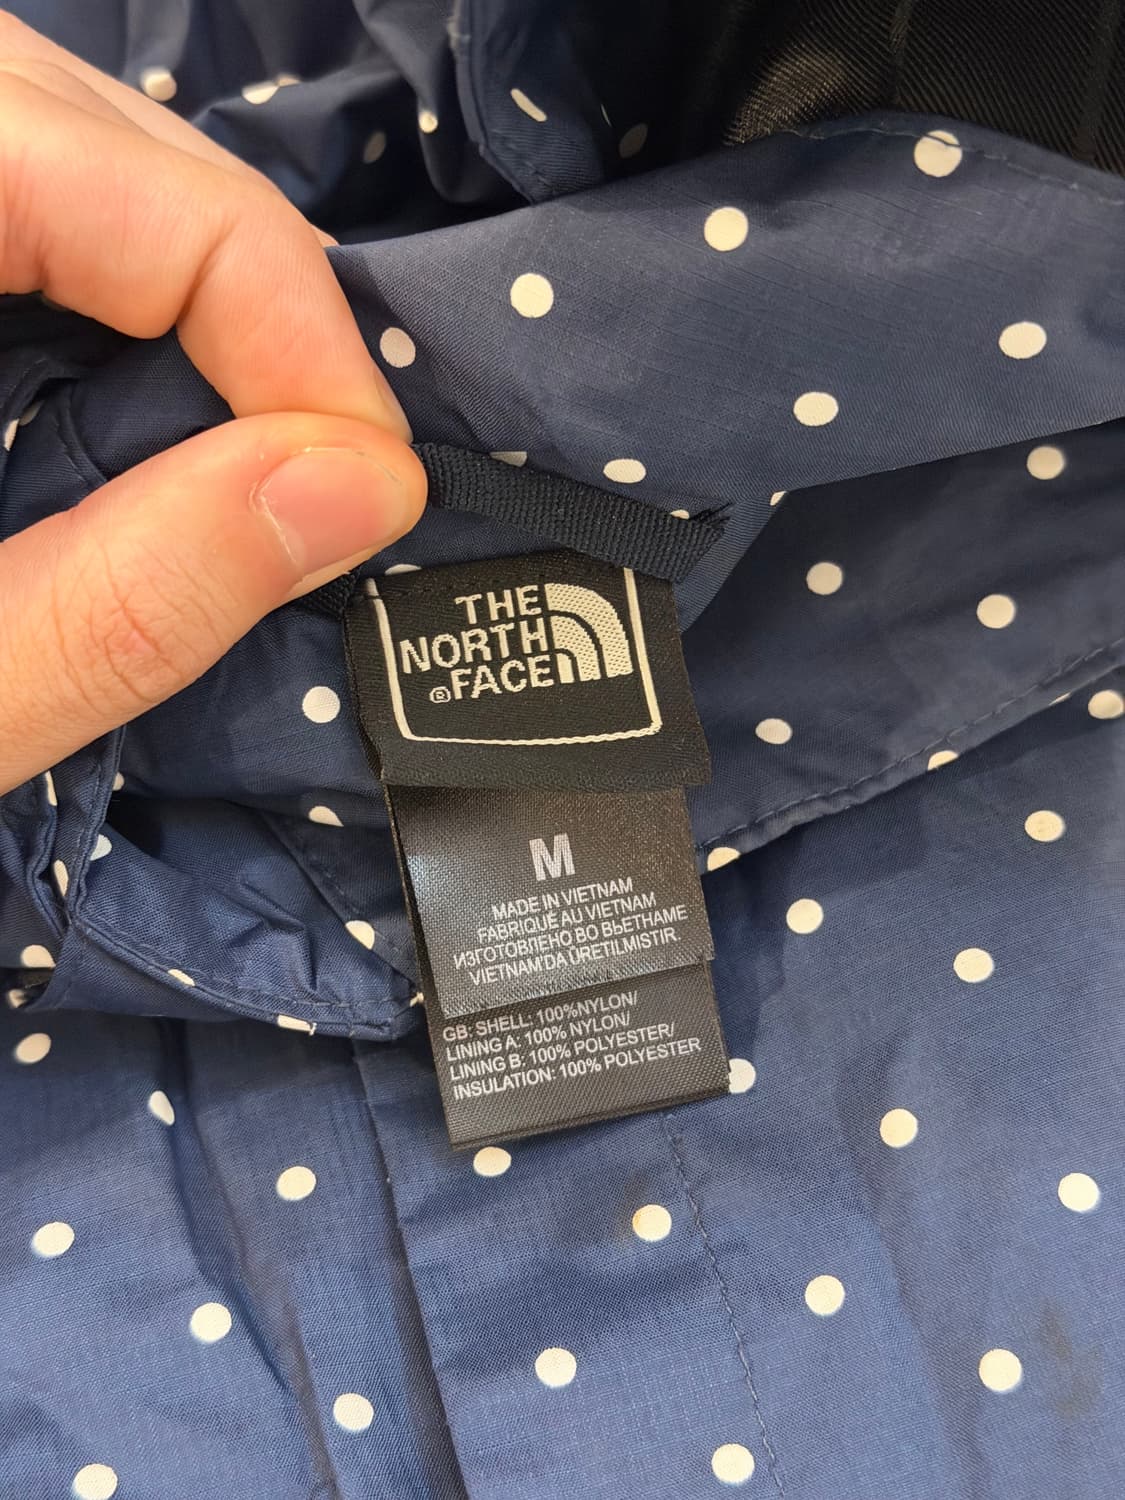 THE
NORTH
®FACE
M
MADE IN VIETNAM
FABRIQUÉ AU VIETNAM
ИЗГОТОВЛЕНО ВО ВЬЕТНАМЕ
VIETNAM'DA ÜRETILMISTIR.
GB: SHELL: 100%NYLON/
LINING A: 100% NYLON/
LINING B: 100% POLYESTER/
INSULATION: 100% POLYESTER